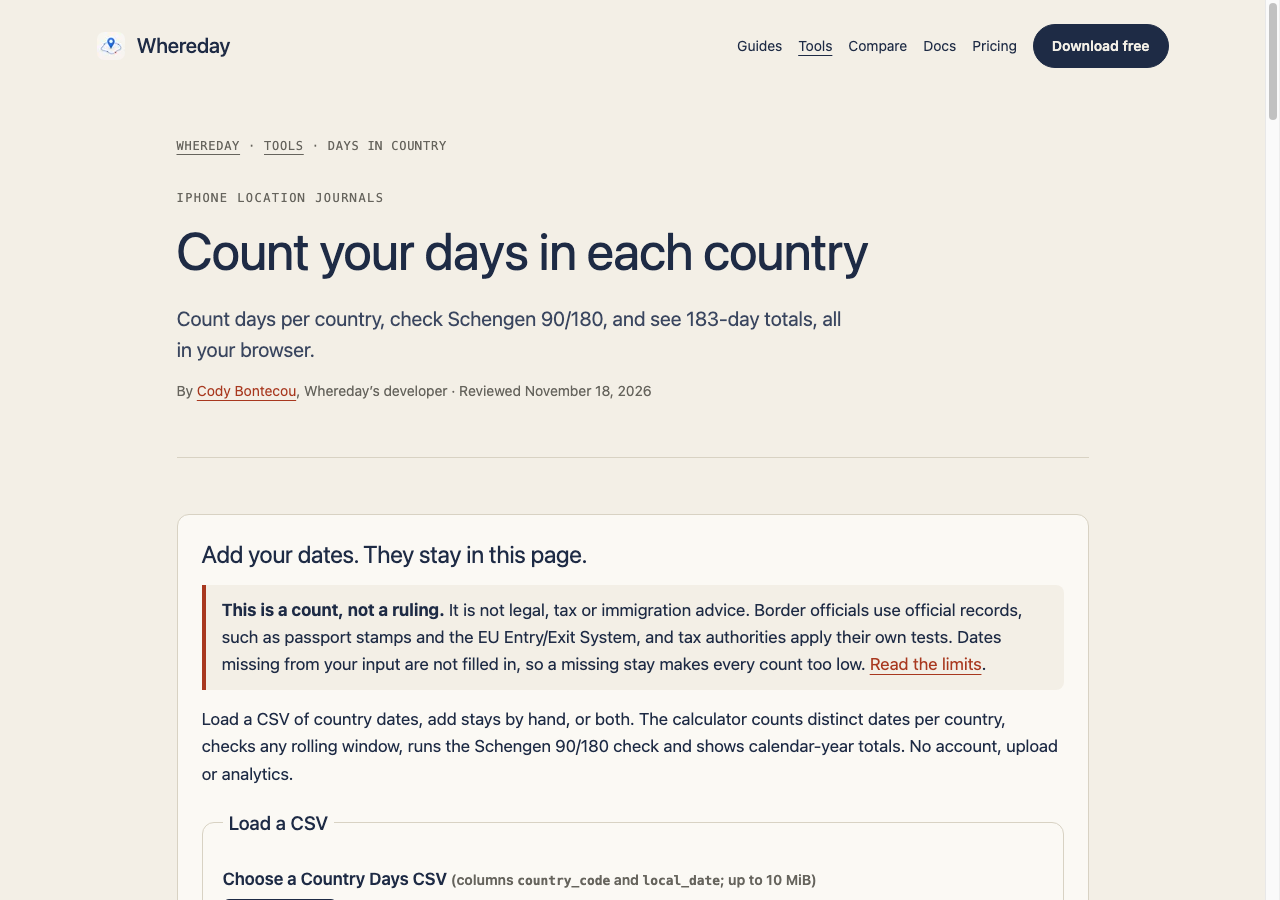 Whereday
Guides Tools Compare Docs Pricing Download free
WHEREDAY · TOOLS · DAYS IN COUNTRY
IPHONE LOCATION JOURNALS
Count your days in each country
Count days per country, check Schengen 90/180, and see 183-day totals, all
in your browser.
By Cody Bontecou, Whereday’s developer · Reviewed November 18, 2026
Add your dates. They stay in this page.
This is a count, not a ruling. It is not legal, tax or immigration advice. Border officials use official records,
such as passport stamps and the EU Entry/Exit System, and tax authorities apply their own tests. Dates
missing from your input are not filled in, so a missing stay makes every count too low. Read the limits.
Load a CSV of country dates, add stays by hand, or both. The calculator counts distinct dates per country,
checks any rolling window, runs the Schengen 90/180 check and shows calendar-year totals. No account, upload
or analytics.
Load a CSV
Choose a Country Days CSV (columns country_code and local_date; up to 10 MiB)